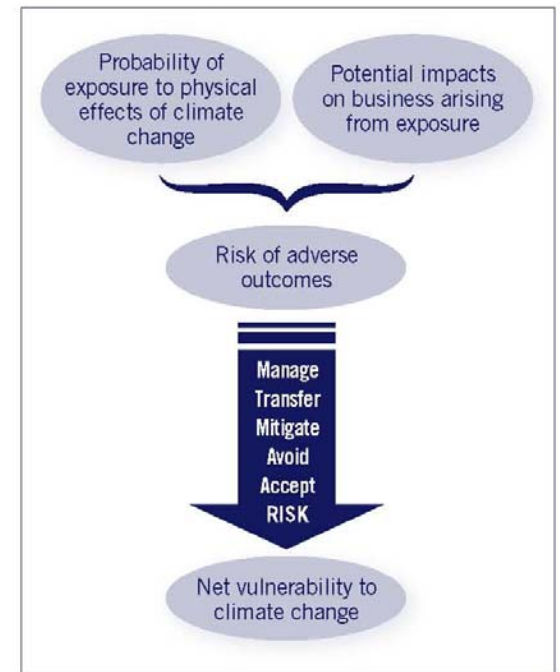 Probability of
exposure to physical
effects of climate
change
Potential impacts
on business arising
from exposure
Risk of adverse
outcomes
Manage
Transfer
Mitigate
Avoid
Accept
RISK
Net vulnerability to
climate change